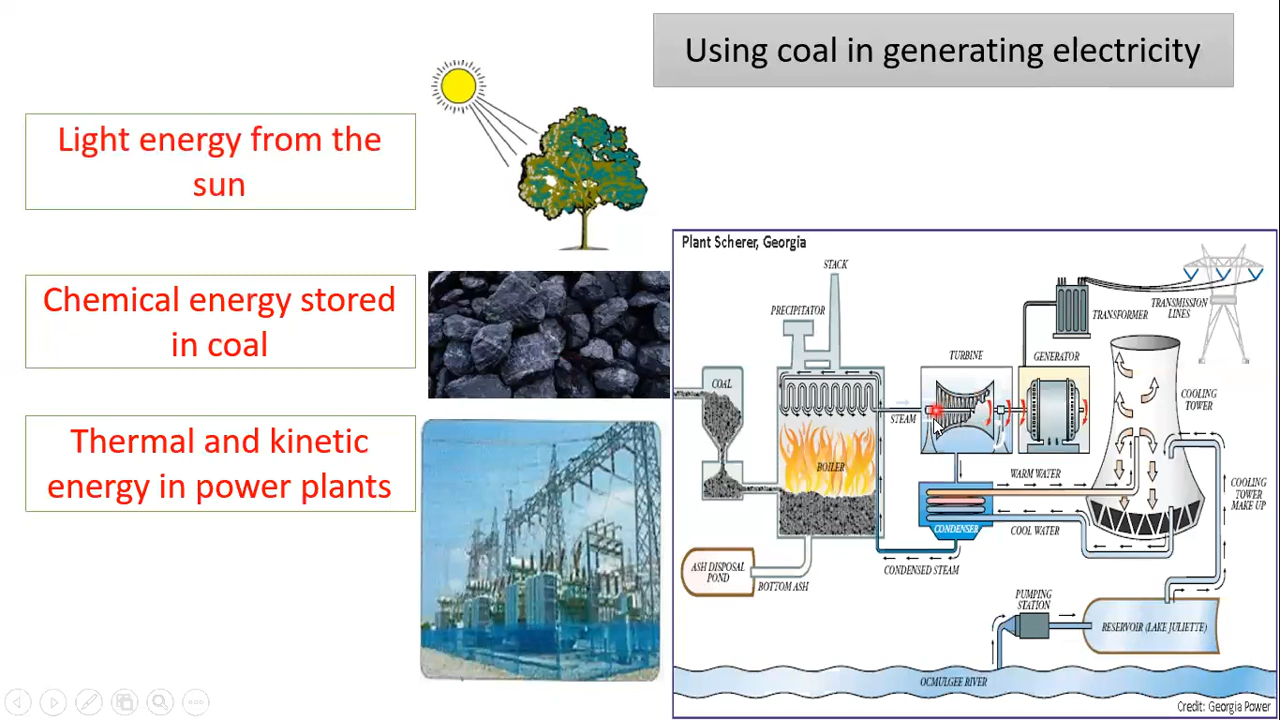 Using coal in generating electricity
Light energy from the
sun
Chemical energy stored
in coal
Thermal and kinetic
energy in power plants
Plant Scherer, Georgia
STACK
PRECIPITATOR
TRANSMISSION
LINES
TRANSFORMER
TURBINE
GENERATOR
COAL
STEAM
COOLING
TOWER
BOILER
WARM WATER
COOLING
TOWER
MAKE UP
CONDENSER
COOL WATER
CONDENSED STEAM
ASH DISPOSAL
POND
BOTTOM ASH
PUMPING
STATION
RESERVOIR (LAKE JULIETTE)
OCMULGEE RIVER
Credit: Georgia Power